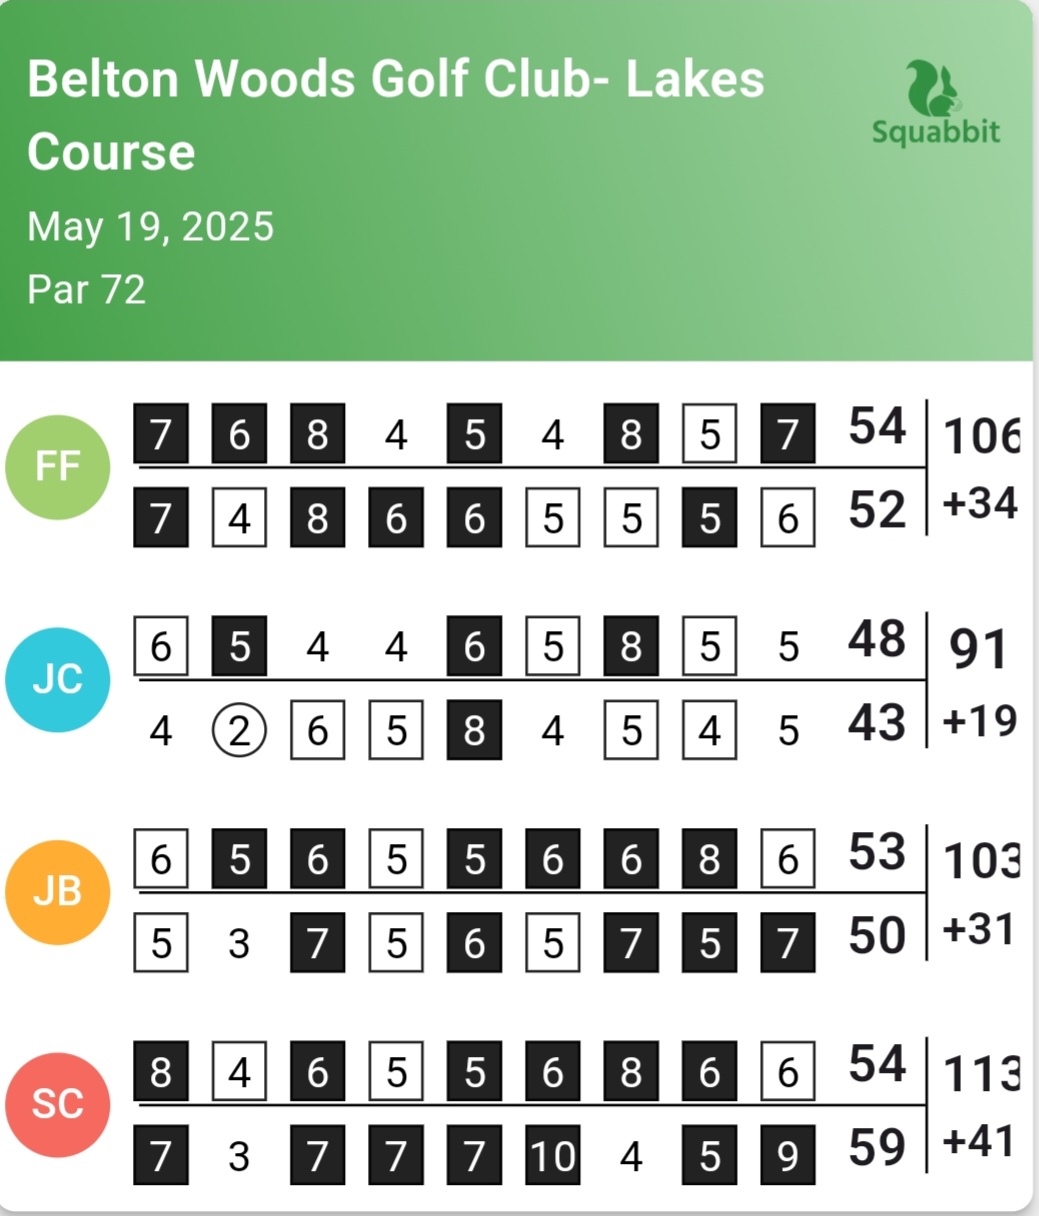 Belton Woods Golf Club- Lakes
Course
Squabbit
May 19, 2025
Par 72
FF
7 6 8 4 5 4 8 5 7 54 106
7 4 8 6 6 5 5 5 6 52 +34
JC
6 5 4 4 6 5 8 5 5 48 91
4 2 6 5 8 4 5 4 5 43 +19
JB
6 5 6 5 5 6 6 8 6 53 103
5 3 7 5 6 5 7 5 7 50 +31
SC
8 4 6 5 5 6 8 6 6 54 113
7 3 7 7 7 10 4 5 9 59 +41